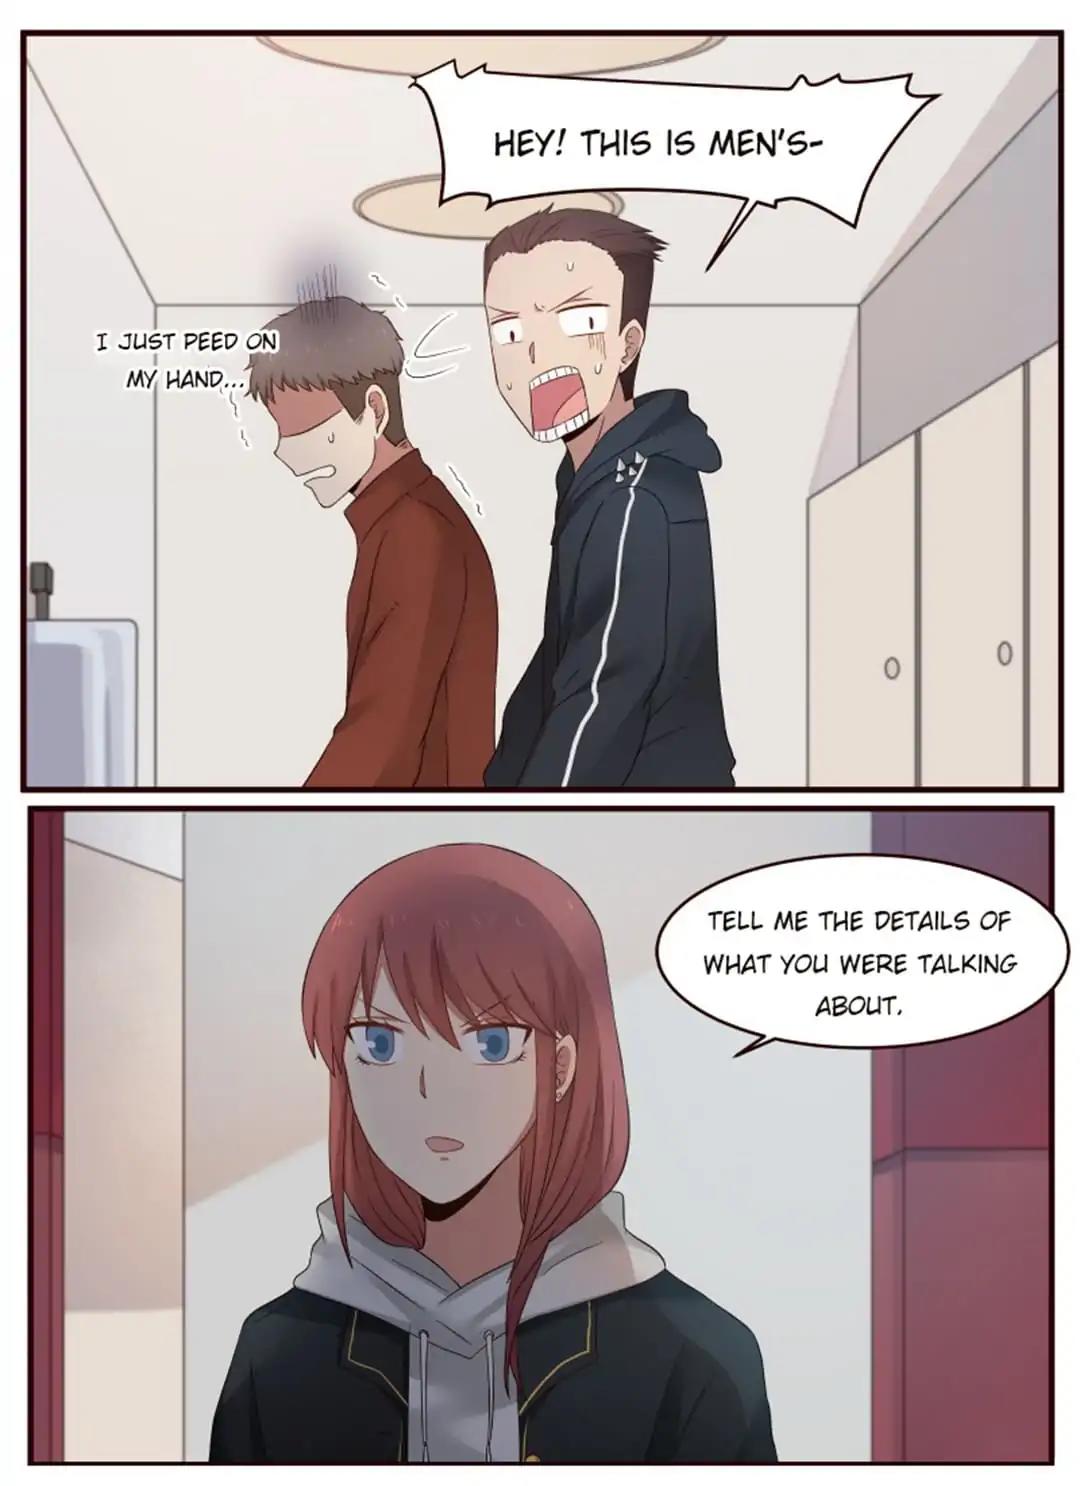 HEY! THIS IS MEN'S-
I JUST PEED ON
MY HAND...
TELL ME THE DETAILS OF
WHAT YOU WERE TALKING
ABOUT.